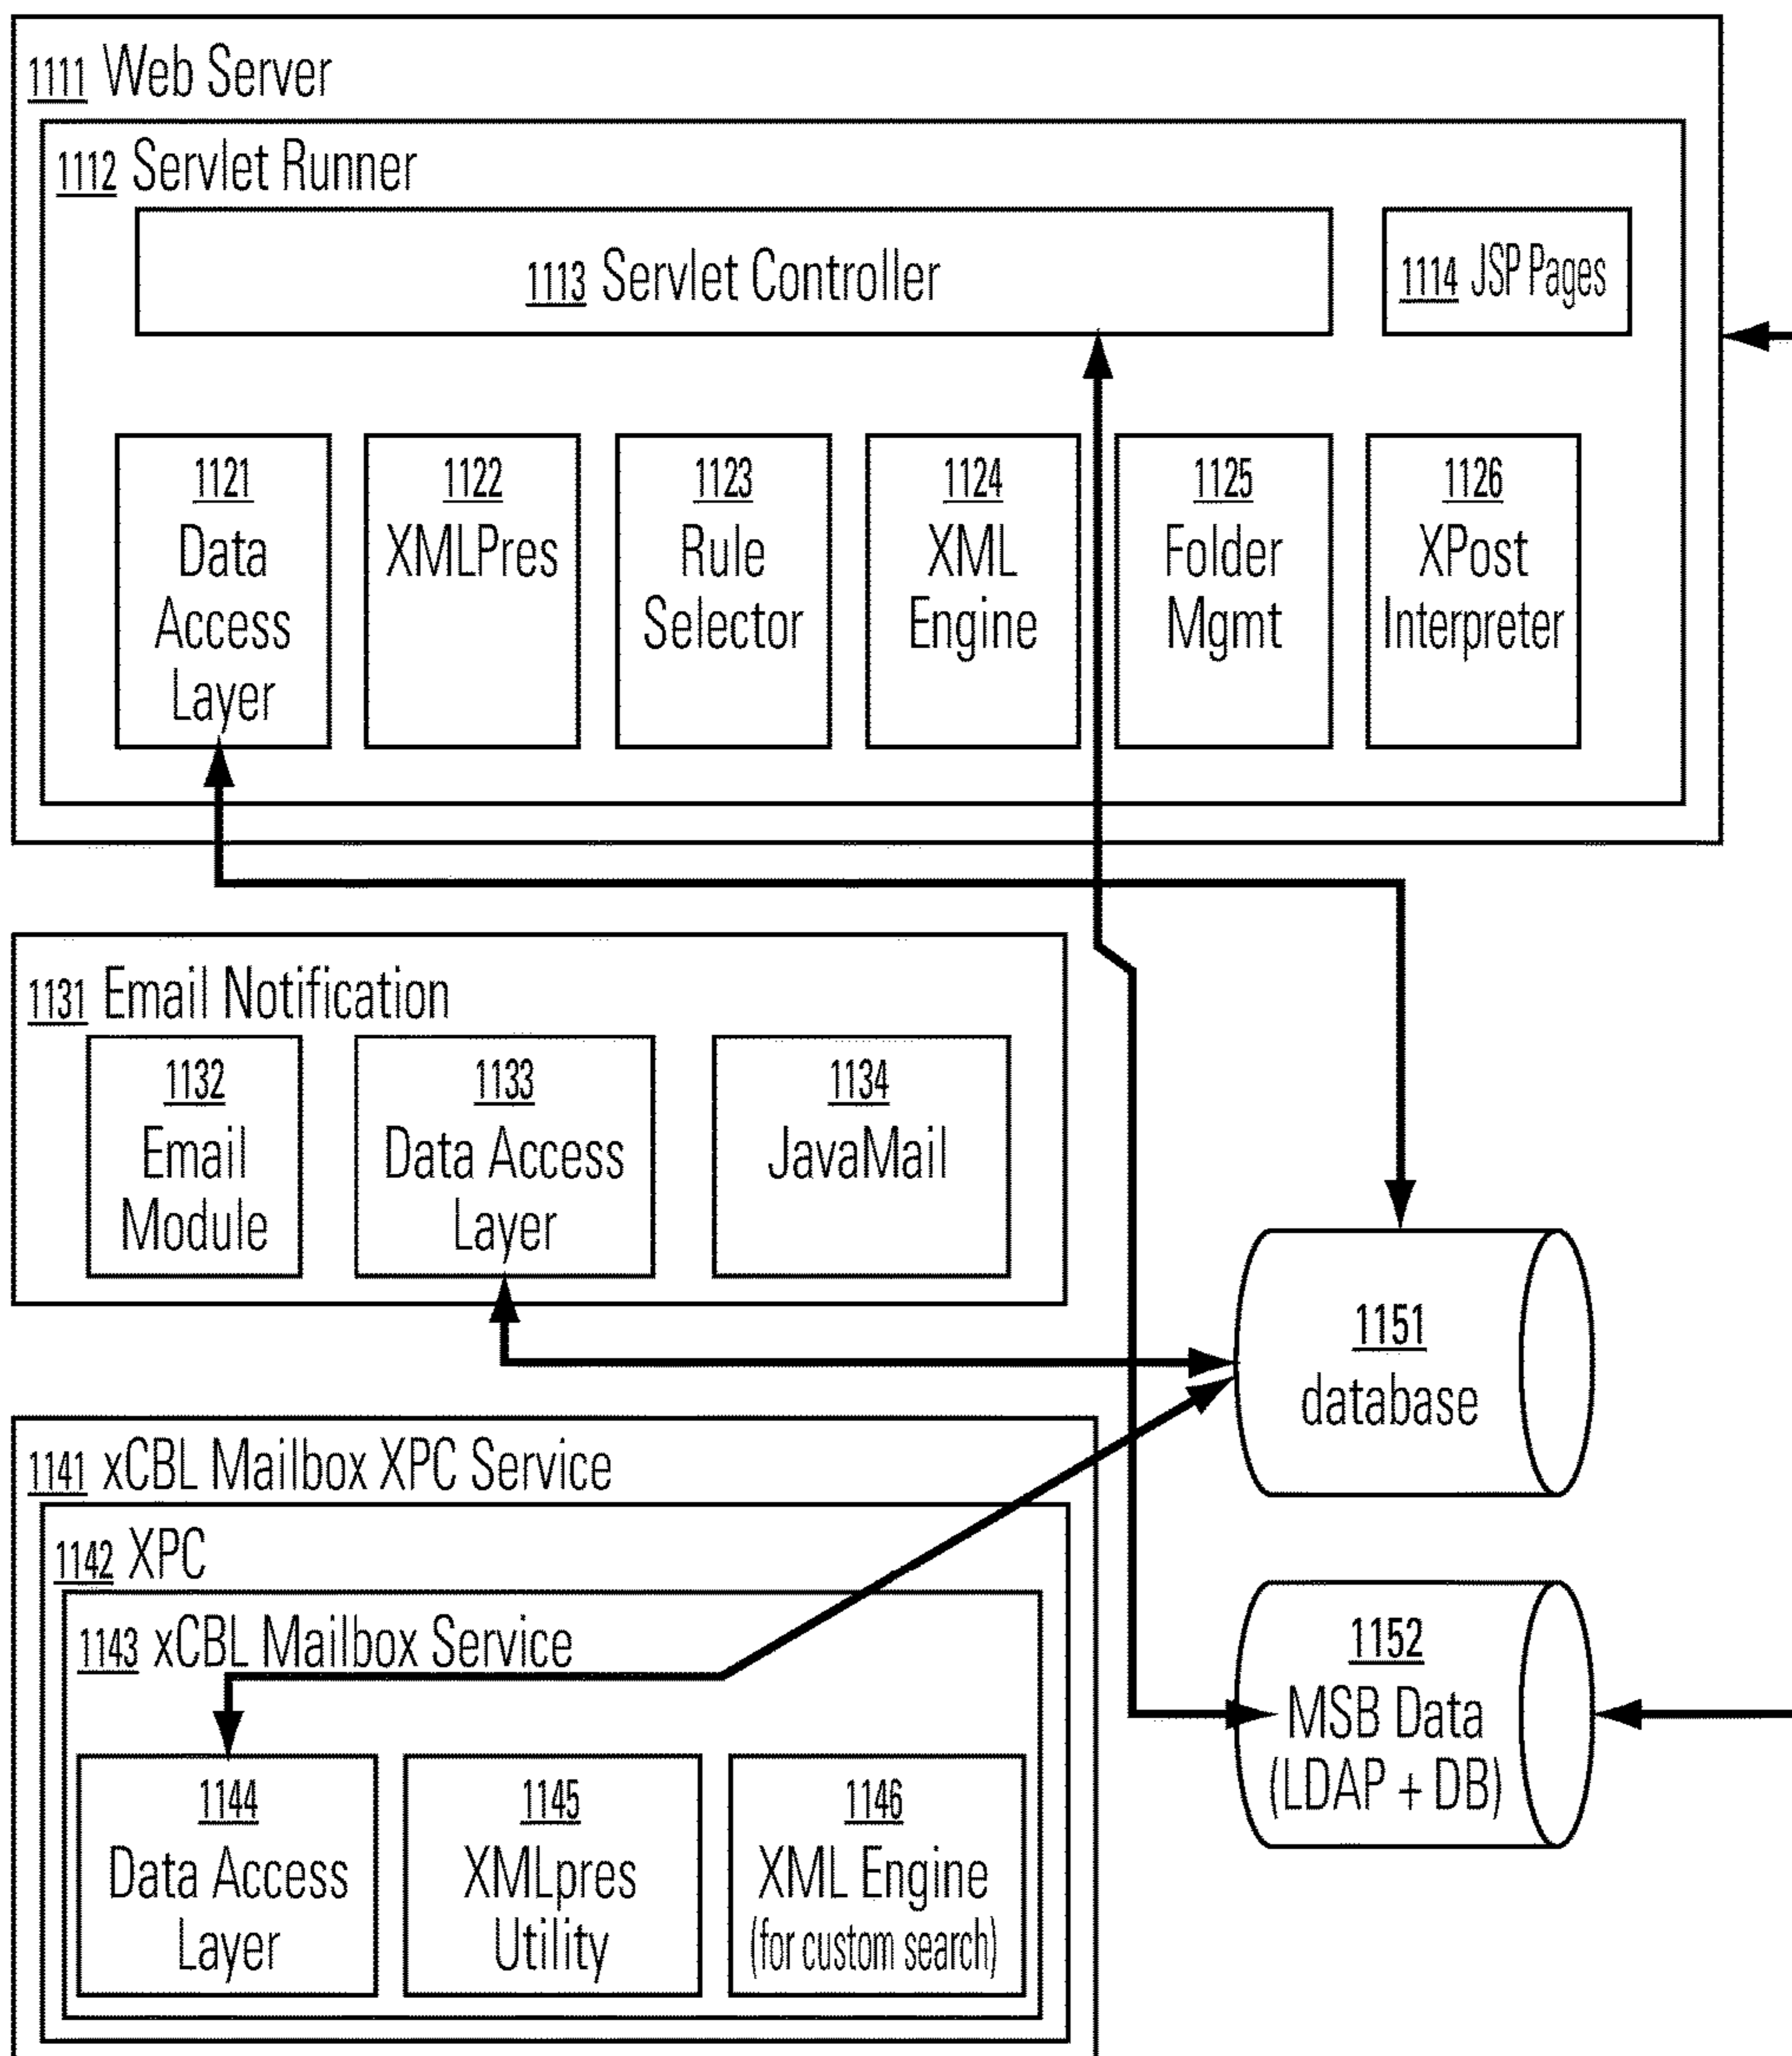 1111 Web Server
1112 Servlet Runner
1113 Servlet Controller
1114 JSP Pages
1121
Data
Access
Layer
1122
XMLPres
1123
Rule
Selector
1124
XML
Engine
1125
Folder
Mgmt
1126
XPost
Interpreter
1131 Email Notification
1132
Email
Module
1133
Data Access
Layer
1134
JavaMail
1151
database
1141 xCBL Mailbox XPC Service
1142 XPC
1143 xCBL Mailbox Service
1144
Data Access
Layer
1145
XMLpres
Utility
1146
XML Engine
(for custom search)
1152
MSB Data
(LDAP + DB)